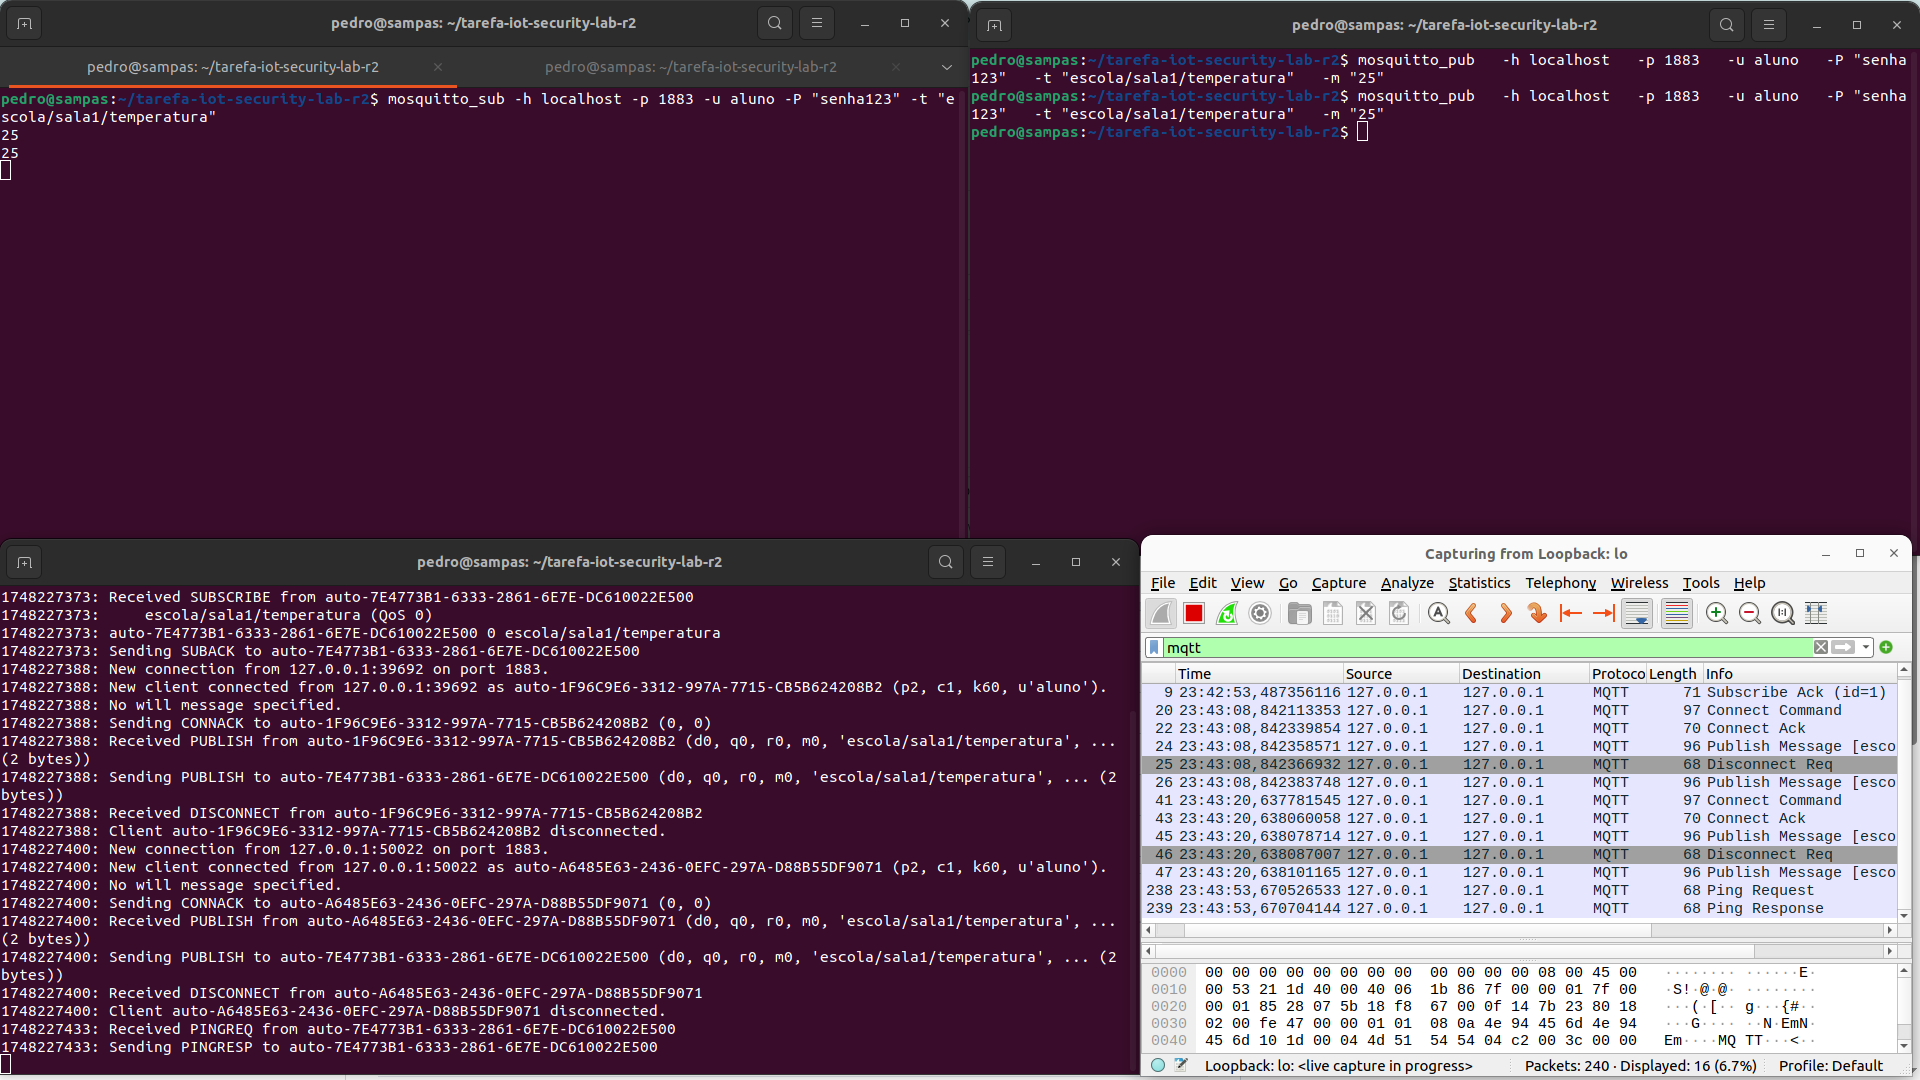 pedro@sampas: ~/tarefa-iot-security-lab-r2
pedro@sampas: ~/tarefa-iot-security-lab-r2
pedro@sampas: ~/tarefa-iot-security-lab-r2
pedro@sampas:~/tarefa-iot-security-lab-r2$ mosquitto_sub -h localhost -p 1883 -u aluno -P "senha123" -t "e
scola/sala1/temperatura"
25
25
pedro@sampas: ~/tarefa-iot-security-lab-r2
pedro@sampas:~/tarefa-iot-security-lab-r2$ mosquitto_pub   -h localhost   -p 1883   -u aluno   -P "senha
123"   -t "escola/sala1/temperatura"   -m "25"
pedro@sampas:~/tarefa-iot-security-lab-r2$ mosquitto_pub   -h localhost   -p 1883   -u aluno   -P "senha
123"   -t "escola/sala1/temperatura"   -m "25"
pedro@sampas:~/tarefa-iot-security-lab-r2$
pedro@sampas: ~/tarefa-iot-security-lab-r2
1748227373: Received SUBSCRIBE from auto-7E4773B1-6333-2861-6E7E-DC610022E500
1748227373:     escola/sala1/temperatura (QoS 0)
1748227373: auto-7E4773B1-6333-2861-6E7E-DC610022E500 0 escola/sala1/temperatura
1748227373: Sending SUBACK to auto-7E4773B1-6333-2861-6E7E-DC610022E500
1748227388: New connection from 127.0.0.1:39692 on port 1883.
1748227388: New client connected from 127.0.0.1:39692 as auto-1F96C9E6-3312-997A-7715-CB5B624208B2 (p2, c1, k60, u'aluno').
1748227388: No will message specified.
1748227388: Sending CONNACK to auto-1F96C9E6-3312-997A-7715-CB5B624208B2 (0, 0)
1748227388: Received PUBLISH from auto-1F96C9E6-3312-997A-7715-CB5B624208B2 (d0, q0, r0, m0, 'escola/sala1/temperatura', ...
(2 bytes))
1748227388: Sending PUBLISH to auto-7E4773B1-6333-2861-6E7E-DC610022E500 (d0, q0, r0, m0, 'escola/sala1/temperatura', ... (2
bytes))
1748227388: Received DISCONNECT from auto-1F96C9E6-3312-997A-7715-CB5B624208B2
1748227388: Client auto-1F96C9E6-3312-997A-7715-CB5B624208B2 disconnected.
1748227400: New connection from 127.0.0.1:50022 on port 1883.
1748227400: New client connected from 127.0.0.1:50022 as auto-A6485E63-2436-0EFC-297A-D88B55DF9071 (p2, c1, k60, u'aluno').
1748227400: No will message specified.
1748227400: Sending CONNACK to auto-A6485E63-2436-0EFC-297A-D88B55DF9071 (0, 0)
1748227400: Received PUBLISH from auto-A6485E63-2436-0EFC-297A-D88B55DF9071 (d0, q0, r0, m0, 'escola/sala1/temperatura', ...
(2 bytes))
1748227400: Sending PUBLISH to auto-7E4773B1-6333-2861-6E7E-DC610022E500 (d0, q0, r0, m0, 'escola/sala1/temperatura', ... (2
bytes))
1748227400: Received DISCONNECT from auto-A6485E63-2436-0EFC-297A-D88B55DF9071
1748227400: Client auto-A6485E63-2436-0EFC-297A-D88B55DF9071 disconnected.
1748227433: Received PINGREQ from auto-7E4773B1-6333-2861-6E7E-DC610022E500
1748227433: Sending PINGRESP to auto-7E4773B1-6333-2861-6E7E-DC610022E500
Capturing from Loopback: lo
File Edit View Go Capture Analyze Statistics Telephony Wireless Tools Help
mqtt
Time Source Destination Protoco Length Info
9 23:42:53,487356116 127.0.0.1 127.0.0.1 MQTT 71 Subscribe Ack (id=1)
20 23:43:08,842113353 127.0.0.1 127.0.0.1 MQTT 97 Connect Command
22 23:43:08,842339854 127.0.0.1 127.0.0.1 MQTT 70 Connect Ack
24 23:43:08,842358571 127.0.0.1 127.0.0.1 MQTT 96 Publish Message [esco
25 23:43:08,842366932 127.0.0.1 127.0.0.1 MQTT 68 Disconnect Req
26 23:43:08,842383748 127.0.0.1 127.0.0.1 MQTT 96 Publish Message [esco
41 23:43:20,637781545 127.0.0.1 127.0.0.1 MQTT 97 Connect Command
43 23:43:20,638060058 127.0.0.1 127.0.0.1 MQTT 70 Connect Ack
45 23:43:20,638078714 127.0.0.1 127.0.0.1 MQTT 96 Publish Message [esco
46 23:43:20,638087007 127.0.0.1 127.0.0.1 MQTT 68 Disconnect Req
47 23:43:20,638101165 127.0.0.1 127.0.0.1 MQTT 96 Publish Message [esco
238 23:43:53,670526533 127.0.0.1 127.0.0.1 MQTT 68 Ping Request
239 23:43:53,670704144 127.0.0.1 127.0.0.1 MQTT 68 Ping Response
0000 00 00 00 00 00 00 00 00 00 00 00 00 08 00 45 00 ········ ······E·
0010 00 53 21 1d 40 00 40 06 1b 86 7f 00 00 01 7f 00 ·S!·@·@· ········
0020 00 01 85 28 07 5b 18 f8 67 00 0f 14 7b 23 80 18 ···(·[·· g···{#··
0030 02 00 fe 47 00 00 01 01 08 0a 4e 94 45 6d 4e 94 ···G···· ··N·EmN·
0040 45 6d 10 1d 00 04 4d 51 54 54 04 c2 00 3c 00 00 Em····MQ TT···<··
Loopback: lo: <live capture in progress> Packets: 240 · Displayed: 16 (6.7%) Profile: Default